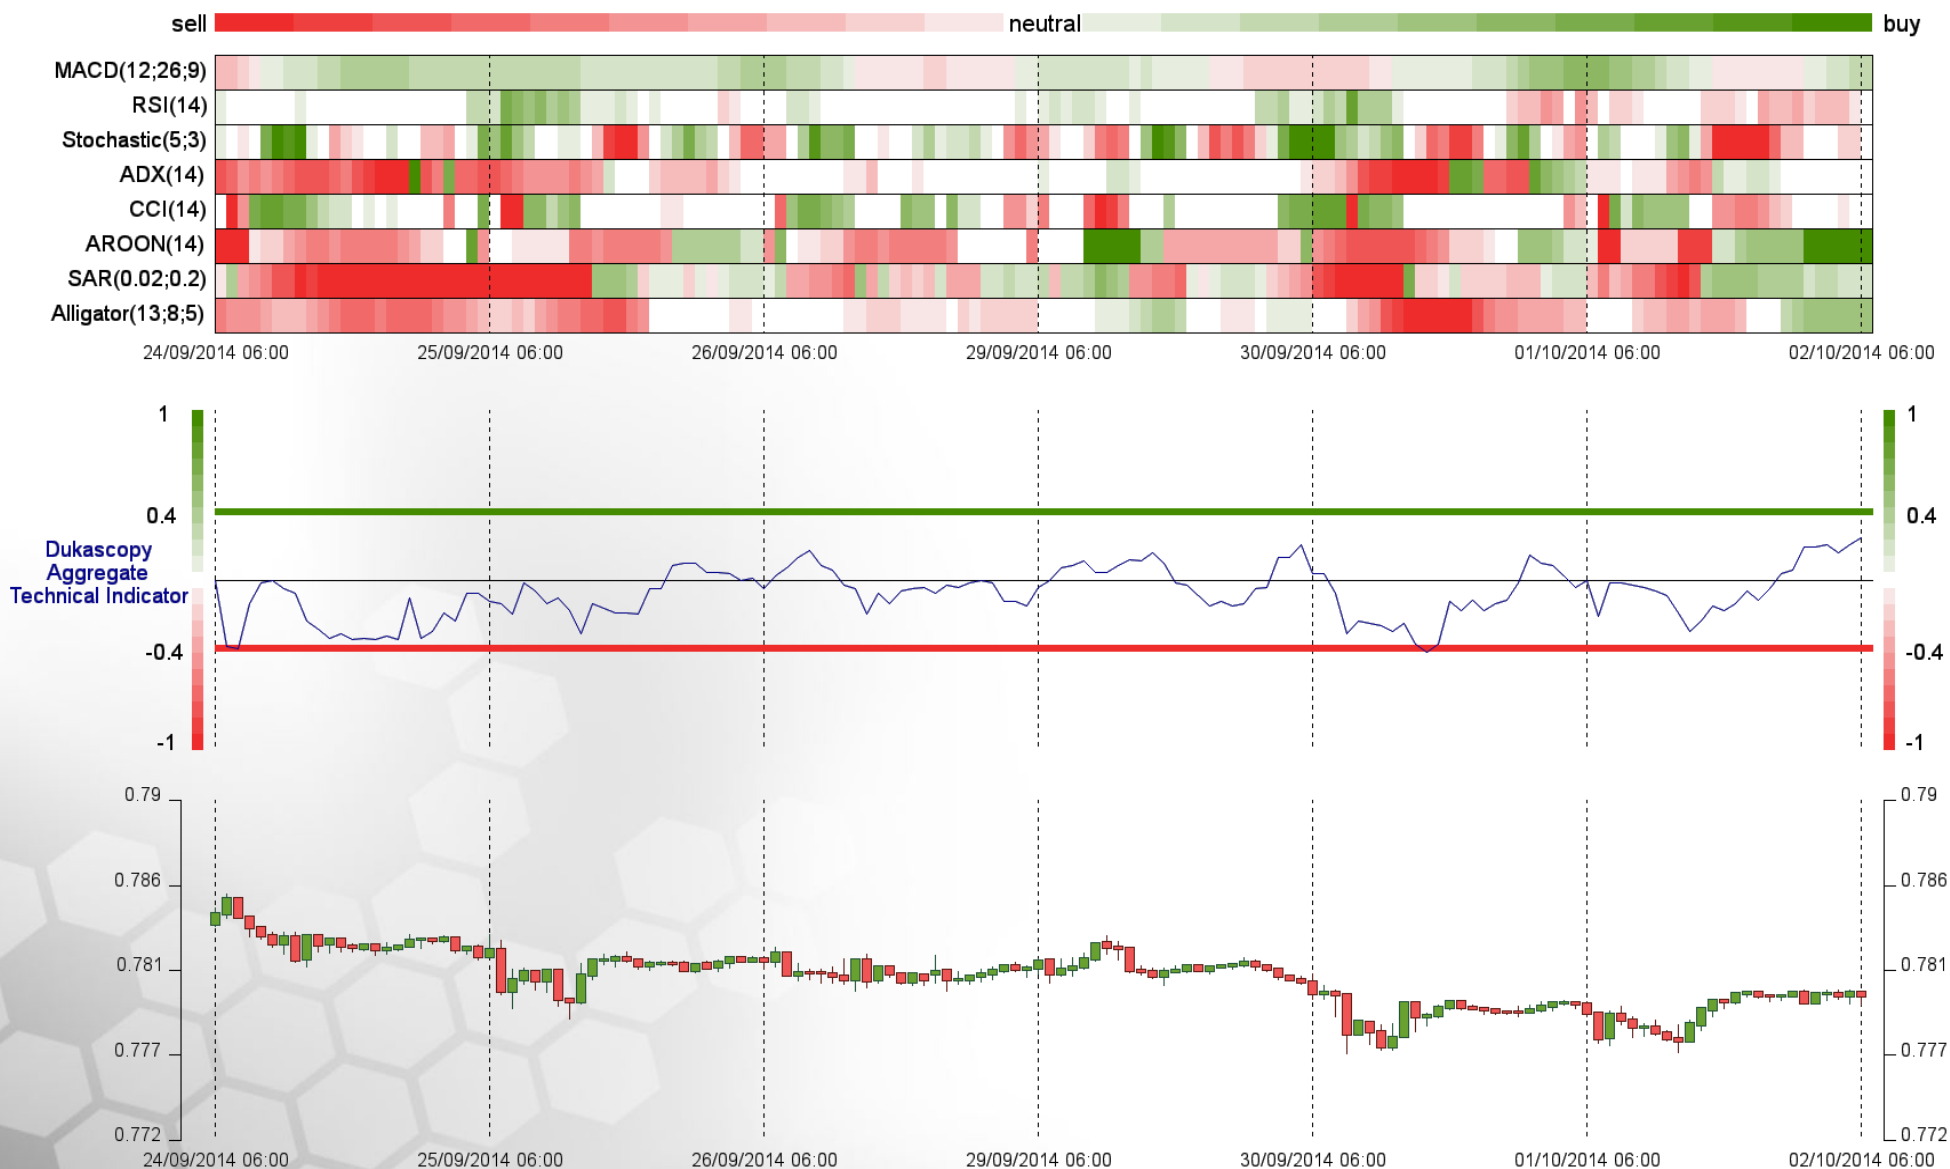 sell neutral buy
MACD(12;26;9)
RSI(14)
Stochastic(5;3)
ADX(14)
CCI(14)
AROON(14)
SAR(0.02;0.2)
Alligator(13;8;5)
24/09/2014 06:00 25/09/2014 06:00 26/09/2014 06:00 29/09/2014 06:00 30/09/2014 06:00 01/10/2014 06:00 02/10/2014 06:00
1 1
0.4 0.4
Dukascopy
Aggregate
Technical Indicator
-0.4 -0.4
-1 -1
0.79 0.79
0.786 0.786
0.781 0.781
0.777 0.777
0.772 0.772
24/09/2014 06:00 25/09/2014 06:00 26/09/2014 06:00 29/09/2014 06:00 30/09/2014 06:00 01/10/2014 06:00 02/10/2014 06:00